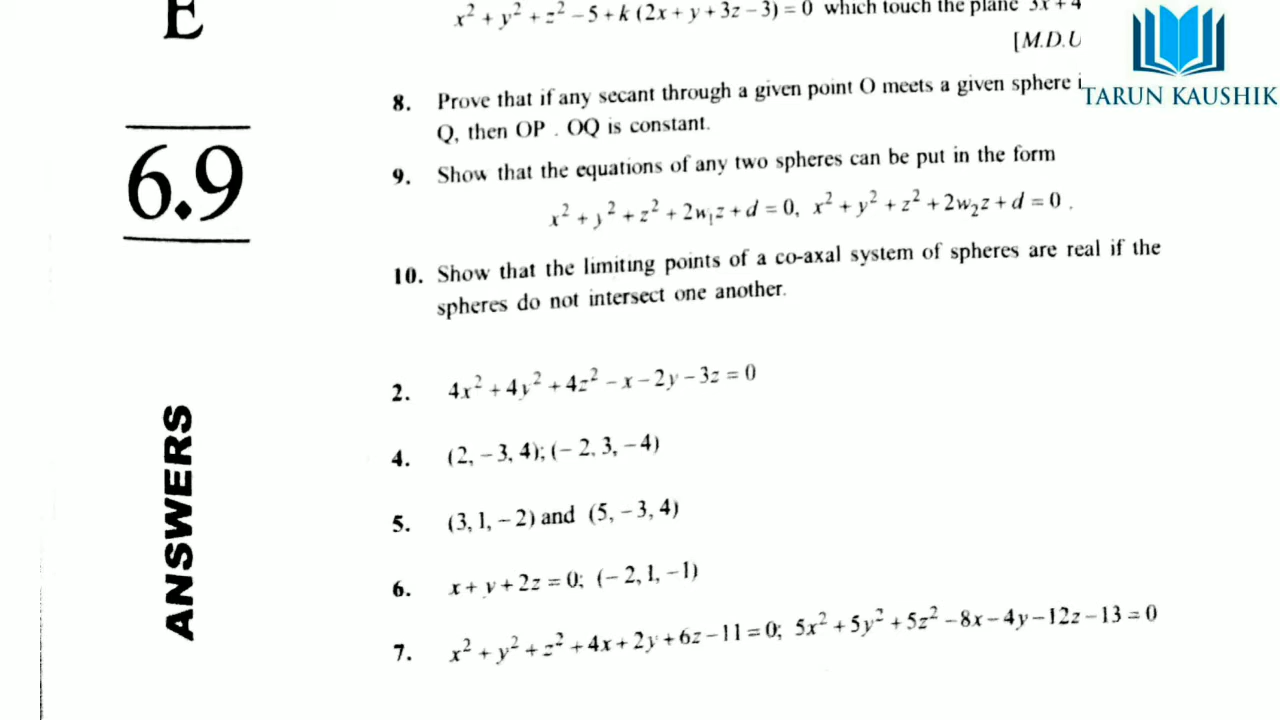 E
x² + y² + z² – 5 + k (2x + y + 3z – 3) = 0 which touch the plane 3x + 4
[M.D.U
TARUN KAUSHIK
8. Prove that if any secant through a given point O meets a given sphere i
Q, then OP . OQ is constant.
6.9
9. Show that the equations of any two spheres can be put in the form
x² + y² + z² + 2w₁z + d = 0, x² + y² + z² + 2w₂z + d = 0 .
10. Show that the limiting points of a co-axal system of spheres are real if the
spheres do not intersect one another.
ANSWERS
2. 4x² + 4y² + 4z² – x – 2y – 3z = 0
4. (2, – 3, 4); (– 2, 3, – 4)
5. (3, 1, – 2) and (5, – 3, 4)
6. x + y + 2z = 0; (– 2, 1, –1)
7. x² + y² + z² + 4x + 2y + 6z – 11 = 0; 5x² + 5y² + 5z² – 8x – 4y – 12z – 13 = 0